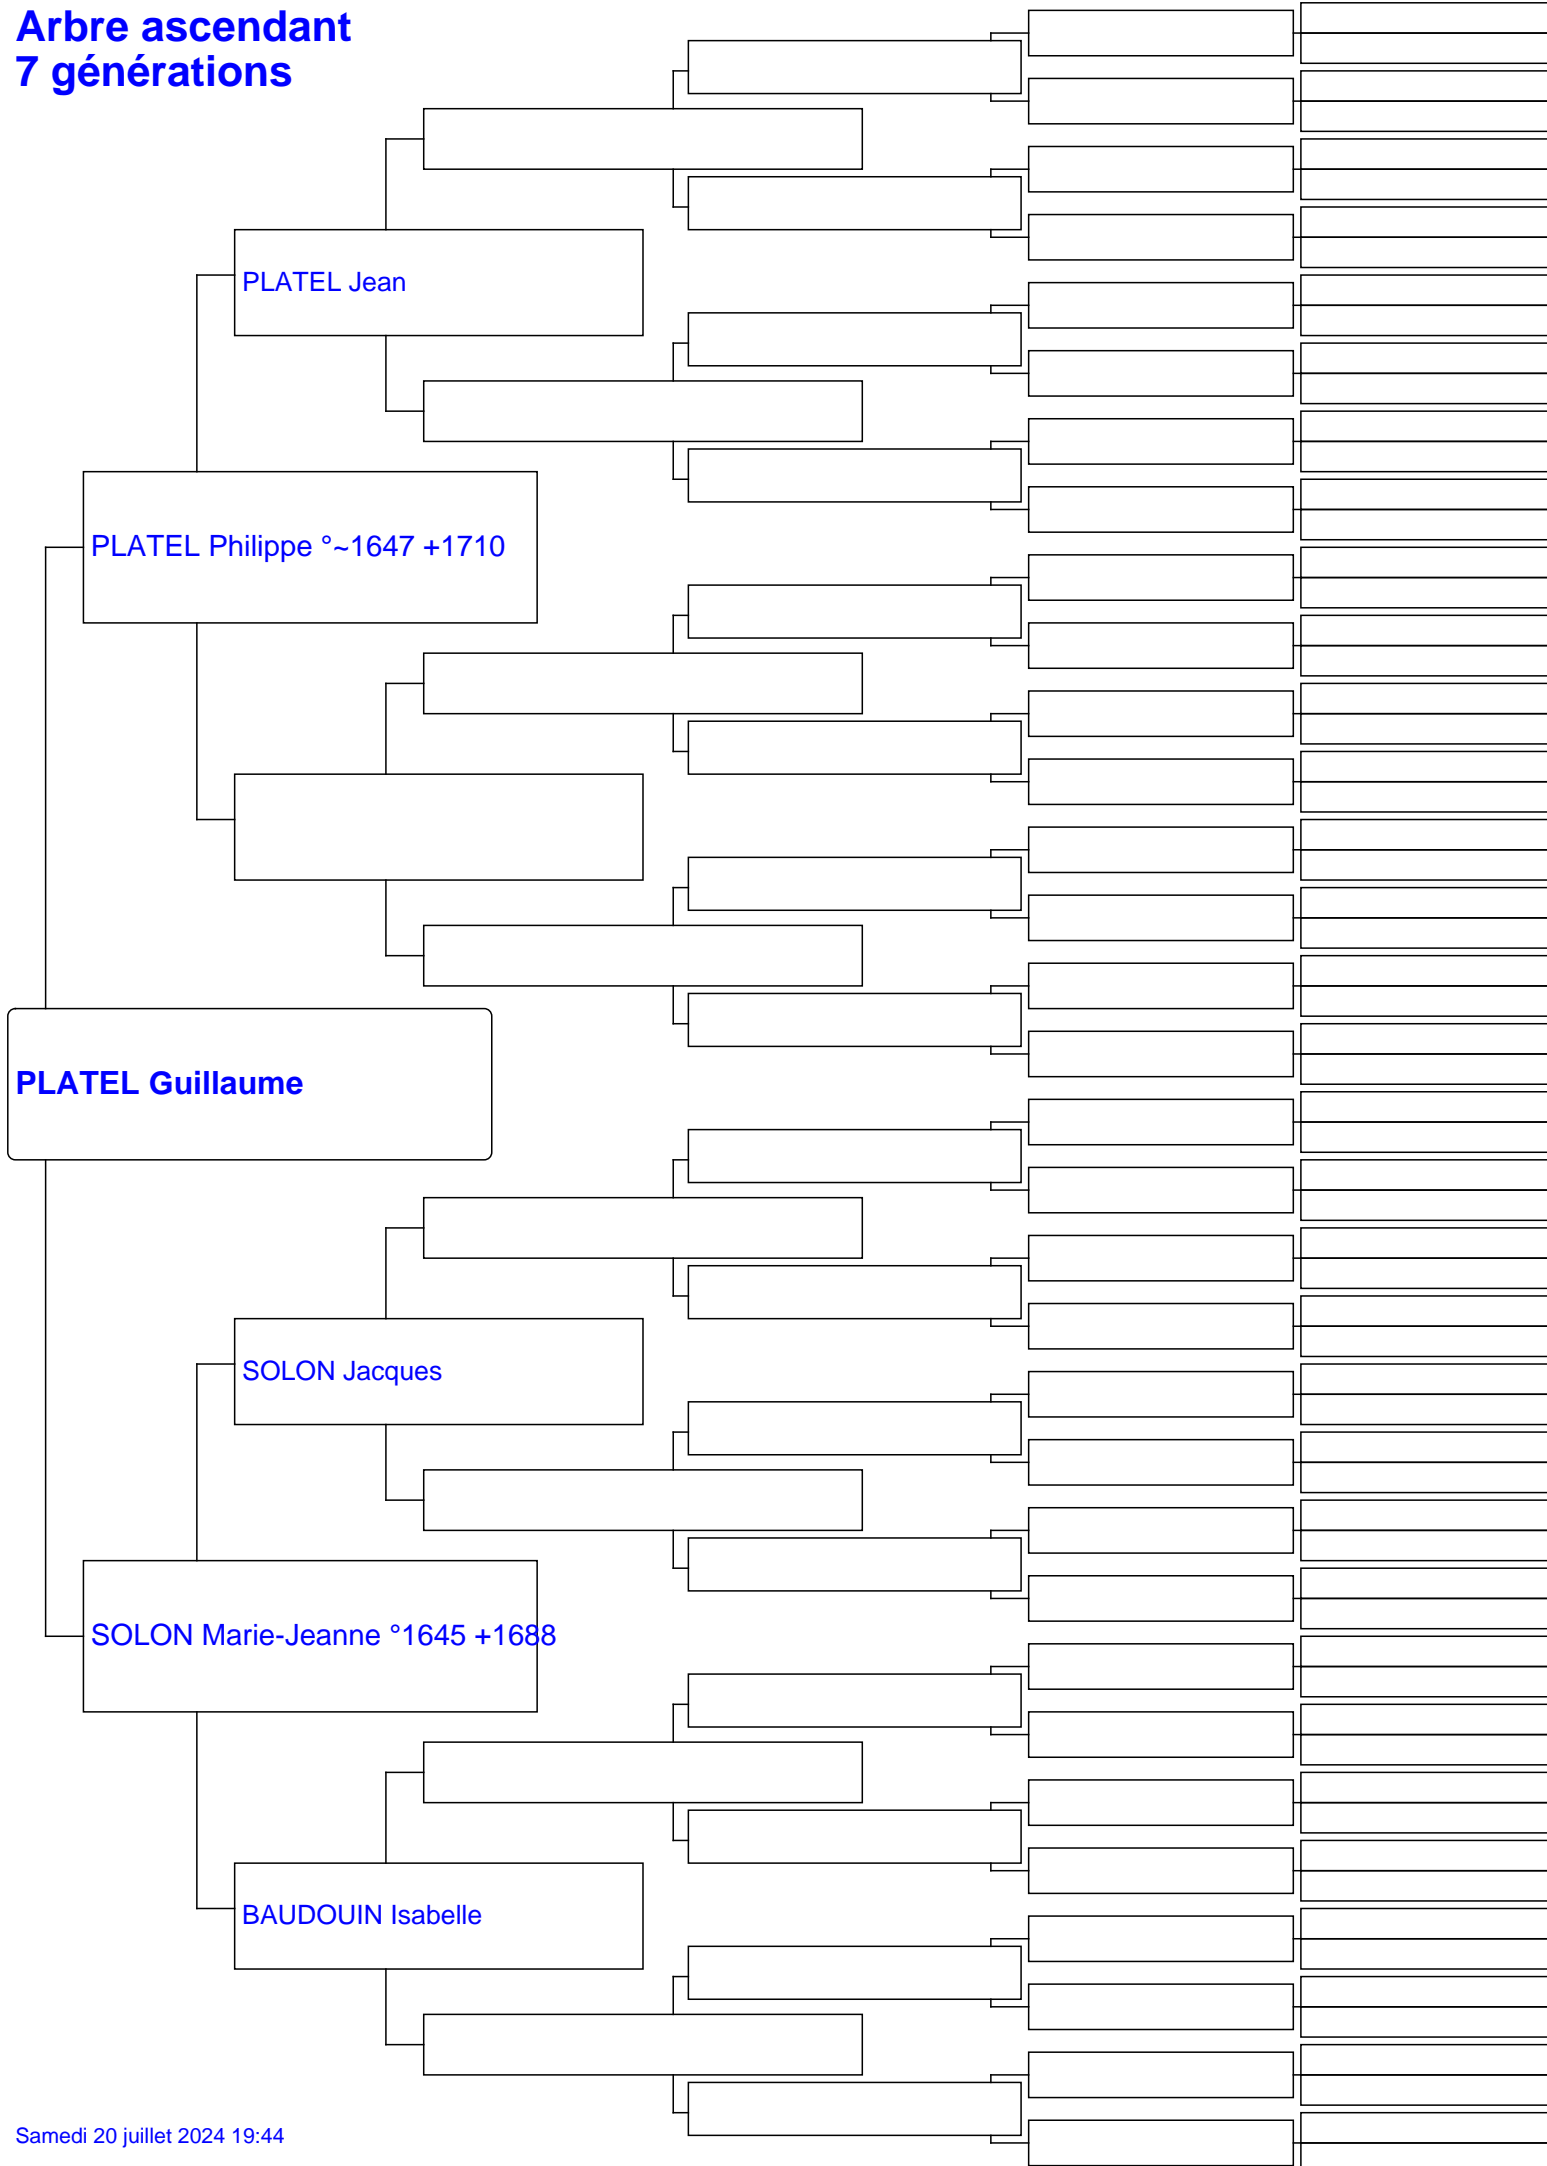 Arbre ascendant
7 générations
PLATEL Jean
PLATEL Philippe °~1647 +1710
PLATEL Guillaume
SOLON Jacques
SOLON Marie-Jeanne °1645 +1688
BAUDOUIN Isabelle
Samedi 20 juillet 2024 19:44